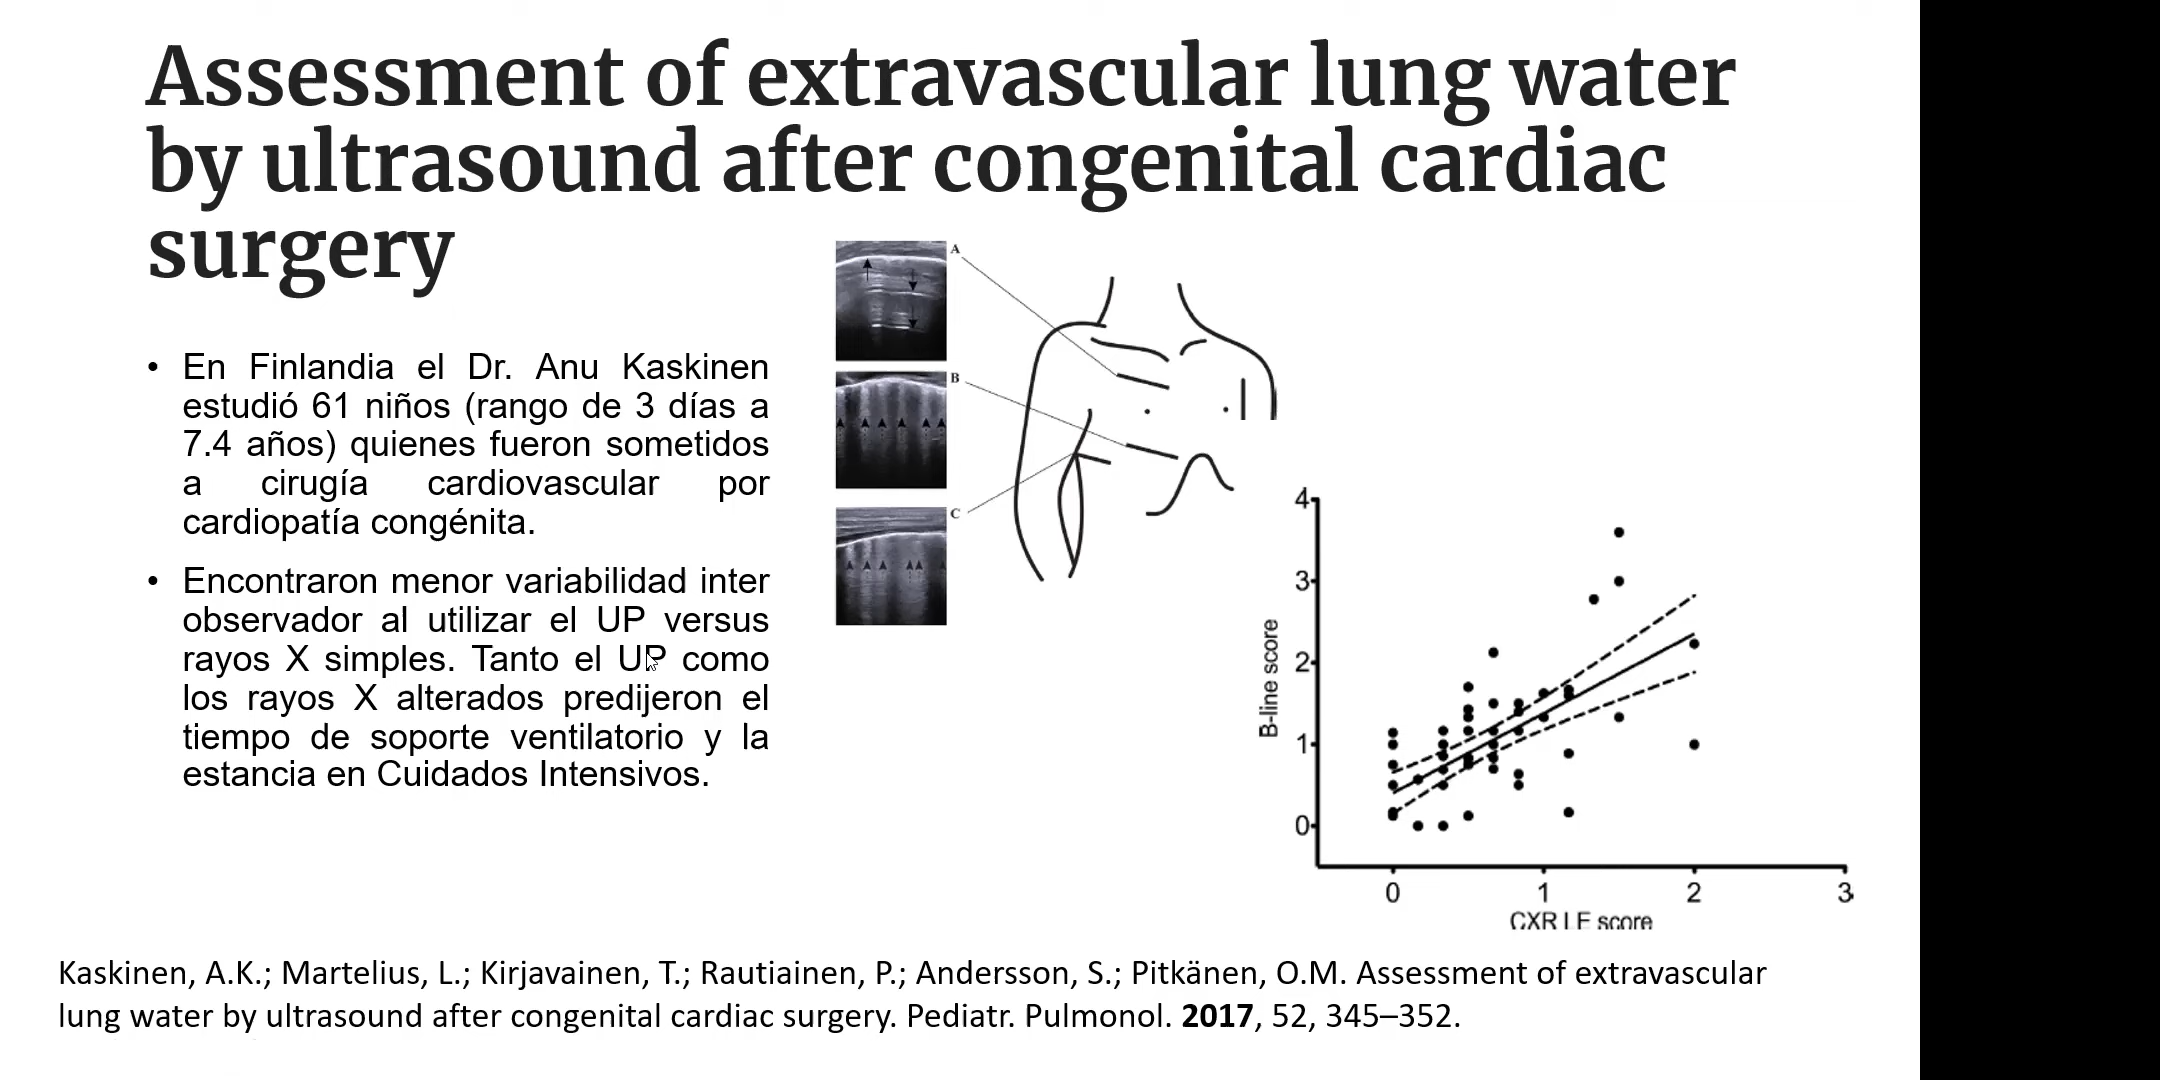 Assessment of extravascular lung water
by ultrasound after congenital cardiac
surgery
En Finlandia el Dr. Anu Kaskinen
estudió 61 niños (rango de 3 días a
7.4 años) quienes fueron sometidos
a cirugía cardiovascular por
cardiopatía congénita.
Encontraron menor variabilidad inter
observador al utilizar el UP versus
rayos X simples. Tanto el UP como
los rayos X alterados predijeron el
tiempo de soporte ventilatorio y la
estancia en Cuidados Intensivos.
A
B
C
4
3
2
1
0
B-line score
0 1 2 3
CXR LE score
Kaskinen, A.K.; Martelius, L.; Kirjavainen, T.; Rautiainen, P.; Andersson, S.; Pitkänen, O.M. Assessment of extravascular
lung water by ultrasound after congenital cardiac surgery. Pediatr. Pulmonol. 2017, 52, 345–352.